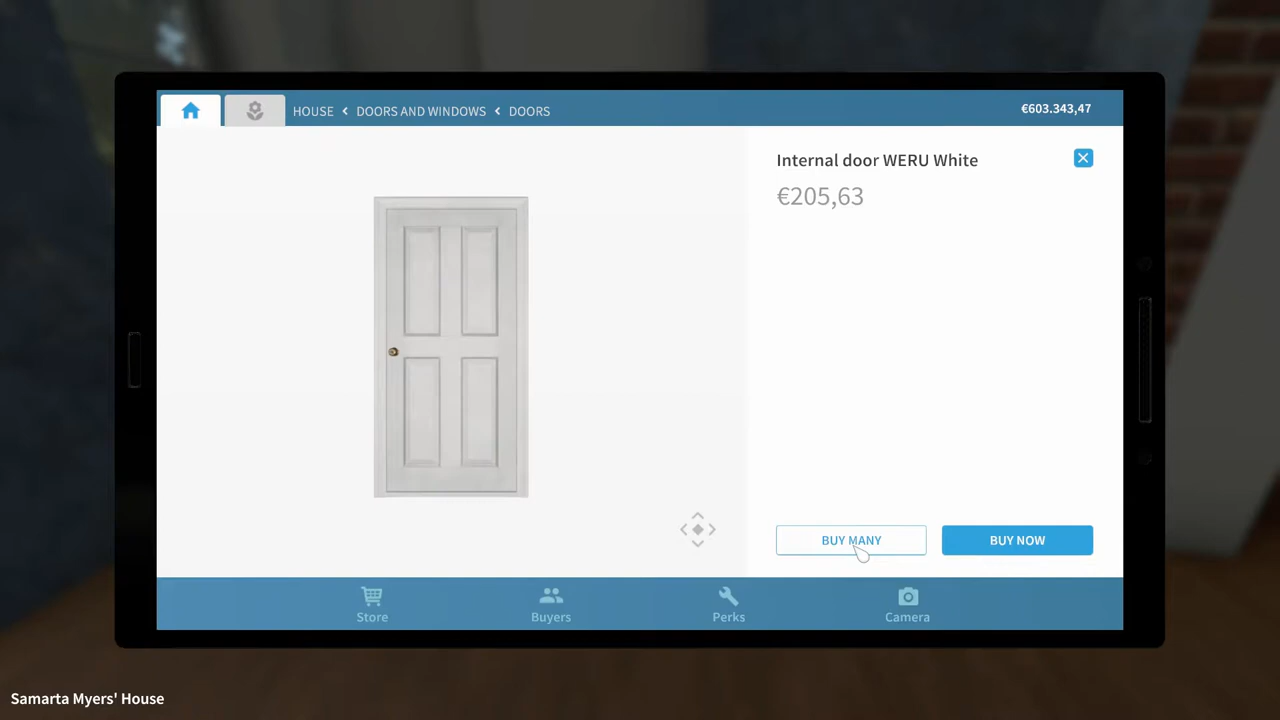 HOUSE < DOORS AND WINDOWS < DOORS
€603.343,47
Internal door WERU White
€205,63
BUY MANY
BUY NOW
Store
Buyers
Perks
Camera
Samarta Myers' House